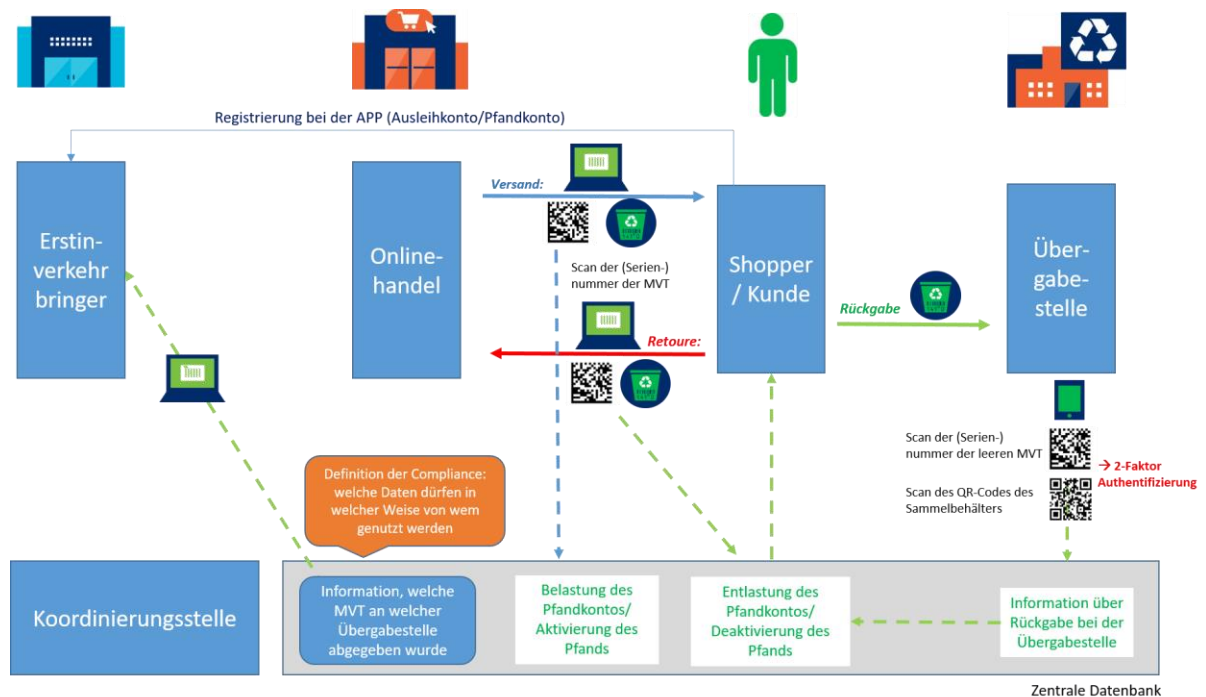 Registrierung bei der APP (Ausleihkonto/Pfandkonto)
Erstin-
verkehr
bringer
Online-
handel
Versand:
Scan der (Serien-)
nummer der MVT
Retoure:
Shopper
/ Kunde
Rückgabe
Über-
gabe-
stelle
Scan der (Serien-)
nummer der leeren MVT
→ 2-Faktor
Authentifizierung
Scan des QR-Codes des
Sammelbehälters
Definition der Compliance:
welche Daten dürfen in
welcher Weise von wem
genutzt werden
Koordinierungsstelle
Information, welche
MVT an welcher
Übergabestelle
abgegeben wurde
Belastung des
Pfandkontos/
Aktivierung des
Pfands
Entlastung des
Pfandkontos/
Deaktivierung des
Pfands
Information über
Rückgabe bei der
Übergabestelle
Zentrale Datenbank